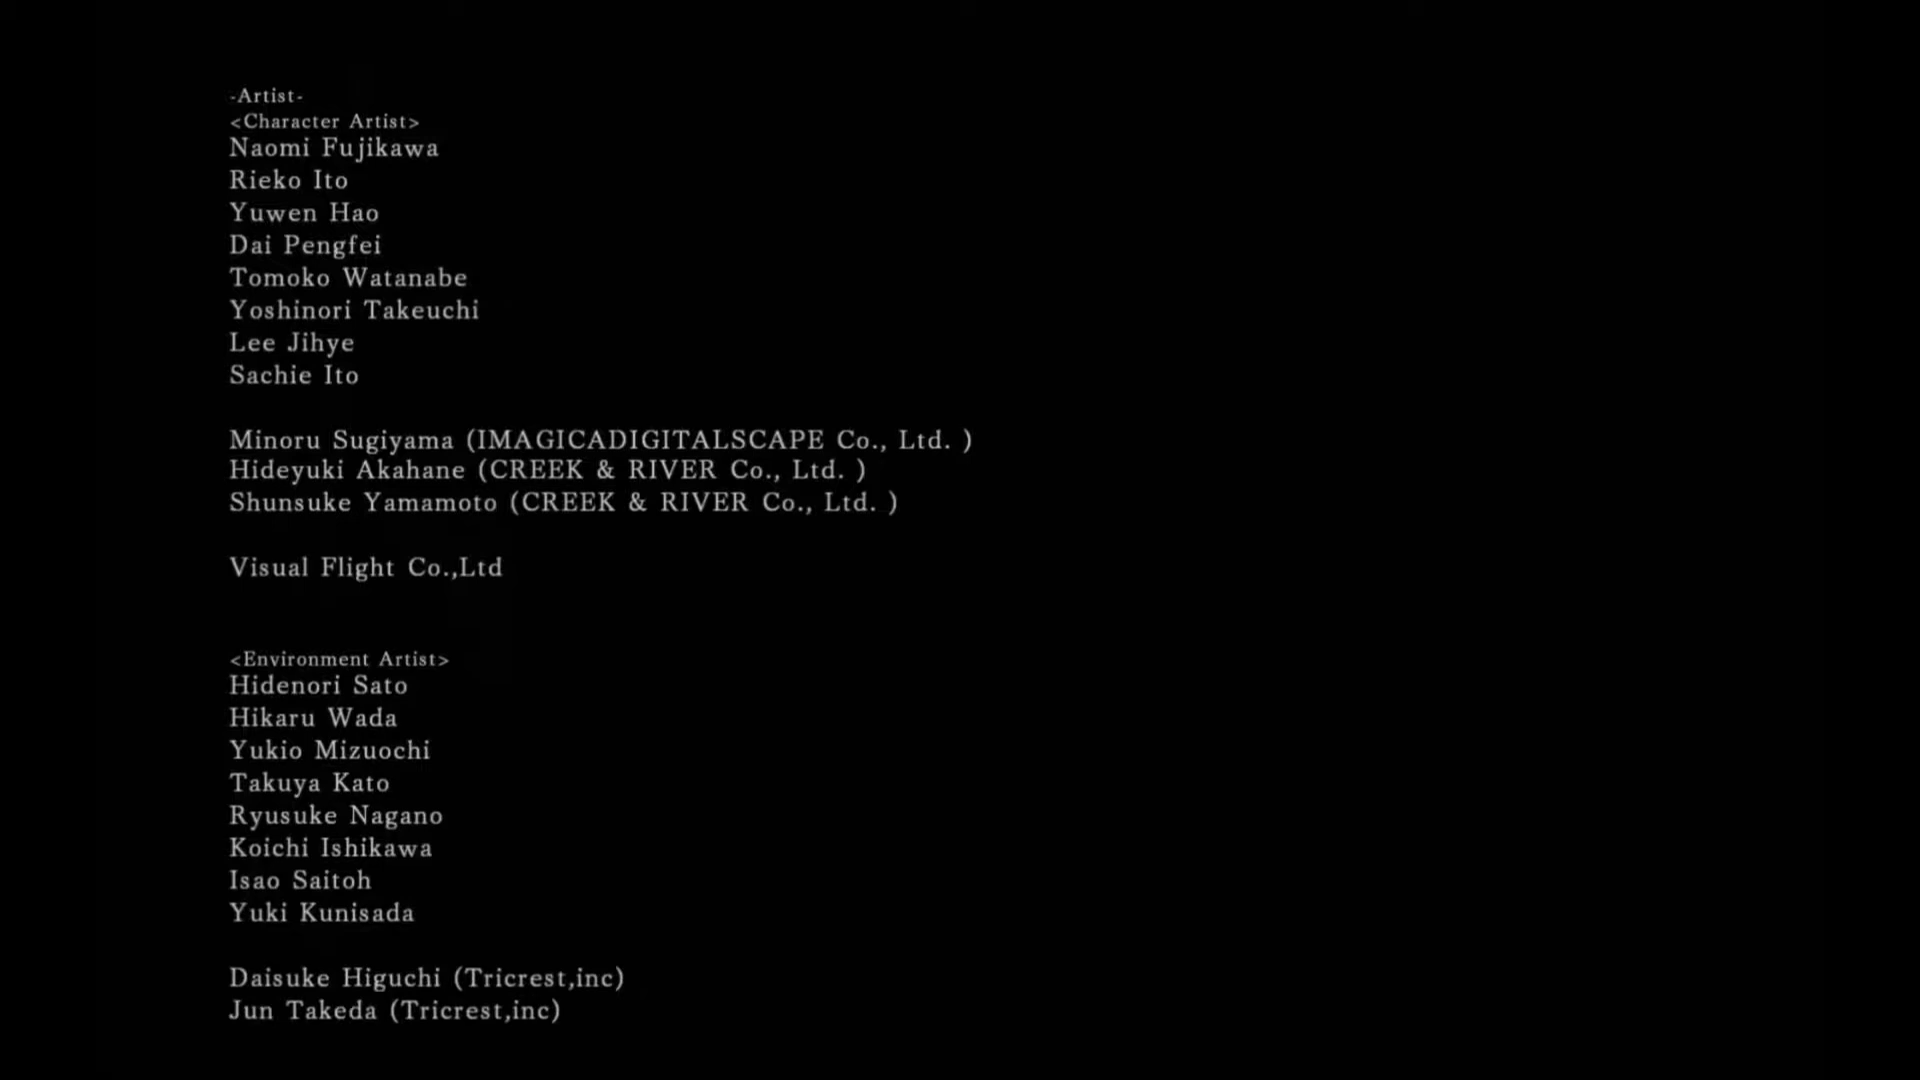 -Artist-
<Character Artist>
Naomi Fujikawa
Rieko Ito
Yuwen Hao
Dai Pengfei
Tomoko Watanabe
Yoshinori Takeuchi
Lee Jihye
Sachie Ito
Minoru Sugiyama (IMAGICADIGITALSCAPE Co., Ltd. )
Hideyuki Akahane (CREEK & RIVER Co., Ltd. )
Shunsuke Yamamoto (CREEK & RIVER Co., Ltd. )
Visual Flight Co.,Ltd
<Environment Artist>
Hidenori Sato
Hikaru Wada
Yukio Mizuochi
Takuya Kato
Ryusuke Nagano
Koichi Ishikawa
Isao Saitoh
Yuki Kunisada
Daisuke Higuchi (Tricrest,inc)
Jun Takeda (Tricrest,inc)